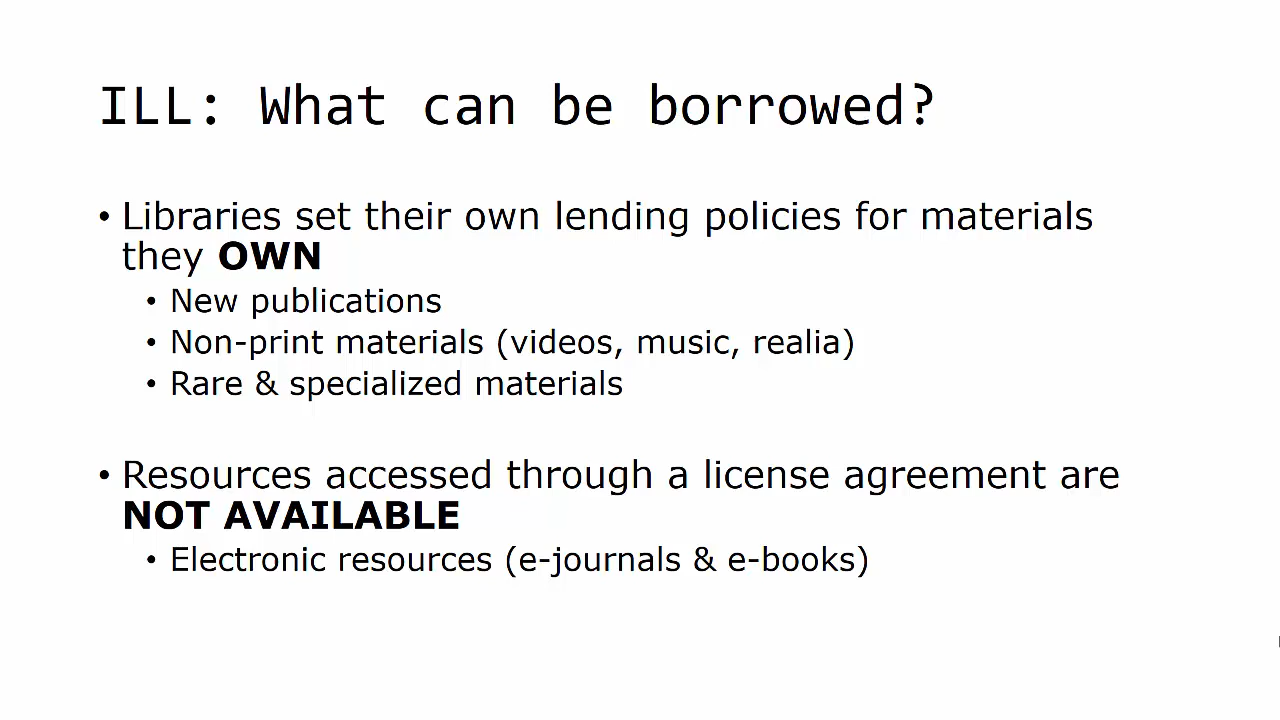 ILL: What can be borrowed?
• Libraries set their own lending policies for materials
they OWN
• New publications
• Non-print materials (videos, music, realia)
• Rare & specialized materials
• Resources accessed through a license agreement are
NOT AVAILABLE
• Electronic resources (e-journals & e-books)